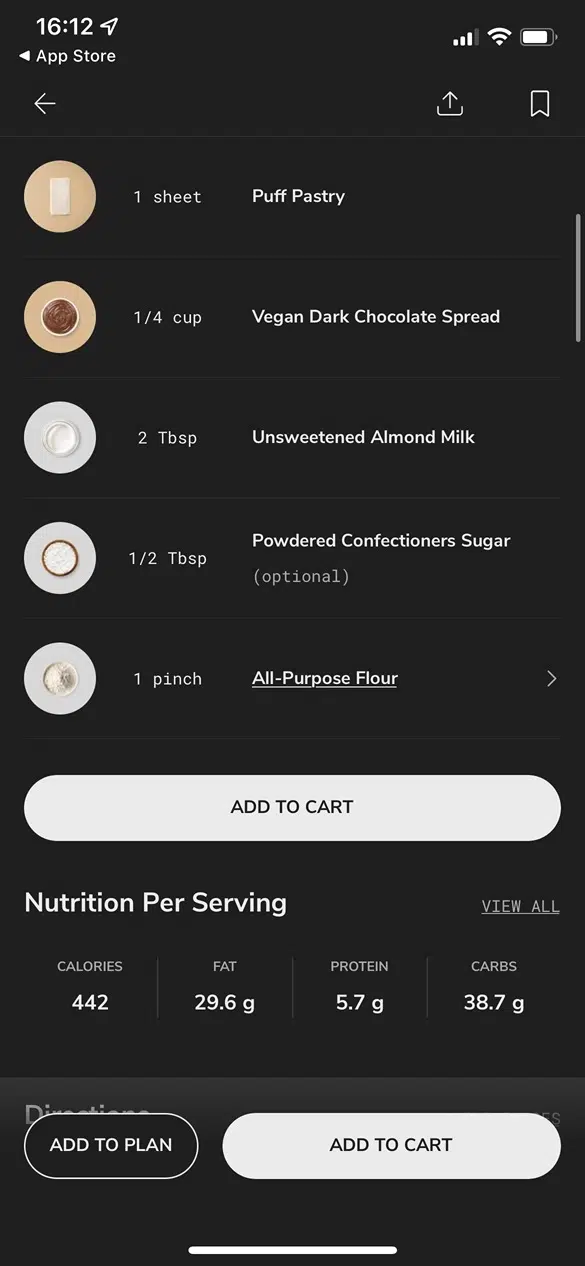 16:12
App Store
1 sheet
Puff Pastry
1/4 cup
Vegan Dark Chocolate Spread
2 Tbsp
Unsweetened Almond Milk
1/2 Tbsp
Powdered Confectioners Sugar
(optional)
1 pinch
All-Purpose Flour
ADD TO CART
Nutrition Per Serving
VIEW ALL
CALORIES
FAT
PROTEIN
CARBS
442
29.6 g
5.7 g
38.7 g
Directions
ADD TO PLAN
ADD TO CART